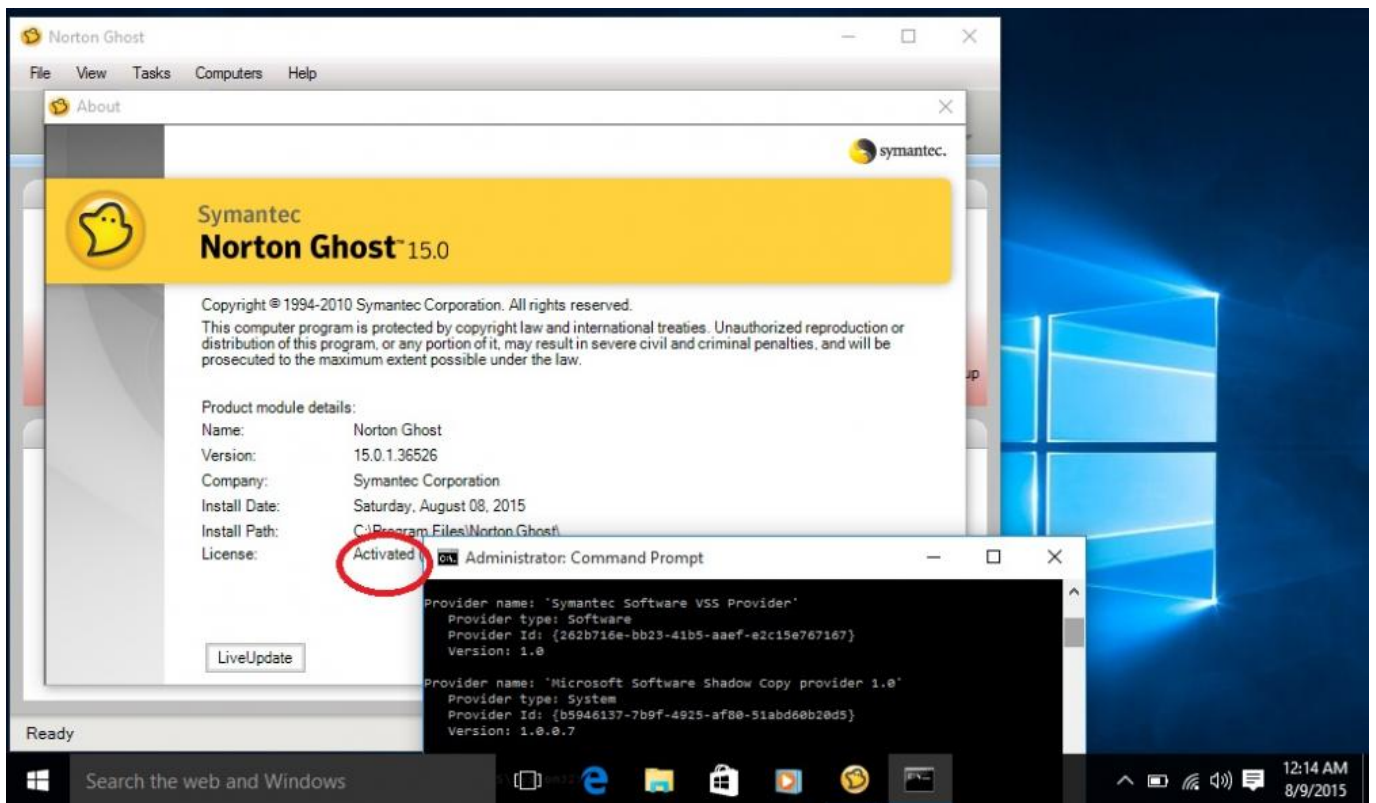 Norton Ghost
File View Tasks Computers Help
About
symantec.
Symantec
Norton Ghost™ 15.0
Copyright © 1994-2010 Symantec Corporation. All rights reserved.
This computer program is protected by copyright law and international treaties. Unauthorized reproduction or
distribution of this program, or any portion of it, may result in severe civil and criminal penalties, and will be
prosecuted to the maximum extent possible under the law.
up
Product module details:
Name: Norton Ghost
Version: 15.0.1.36526
Company: Symantec Corporation
Install Date: Saturday, August 08, 2015
Install Path: C:\Program Files\Norton Ghost\
License: Activated
LiveUpdate
Ready
Administrator: Command Prompt
Provider name: 'Symantec Software VSS Provider'
Provider type: Software
Provider Id: {262b716e-bb23-41b5-aaef-e2c15e767167}
Version: 1.0
Provider name: 'Microsoft Software Shadow Copy provider 1.0'
Provider type: System
Provider Id: {b5946137-7b9f-4925-af80-51abd60b20d5}
Version: 1.0.0.7
Search the web and Windows
12:14 AM
8/9/2015